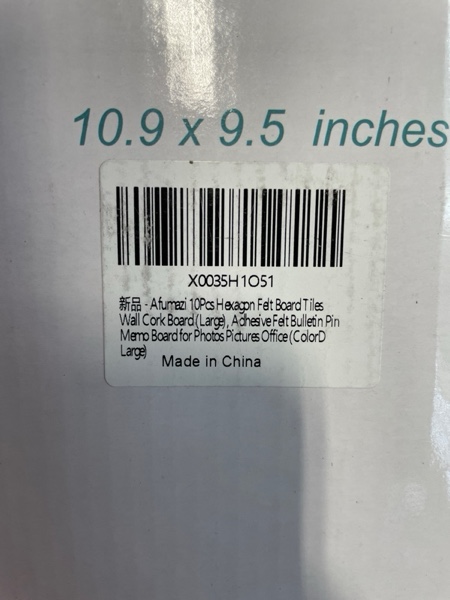 10.9 x 9.5 inches
X0035H1O51
新品 - Afumazi 10Pcs Hexagon Felt Board Tiles
Wall Cork Board (Large), Adhesive Felt Bulletin Pin
Memo Board for Photos Pictures Office (ColorD
Large)
Made in China